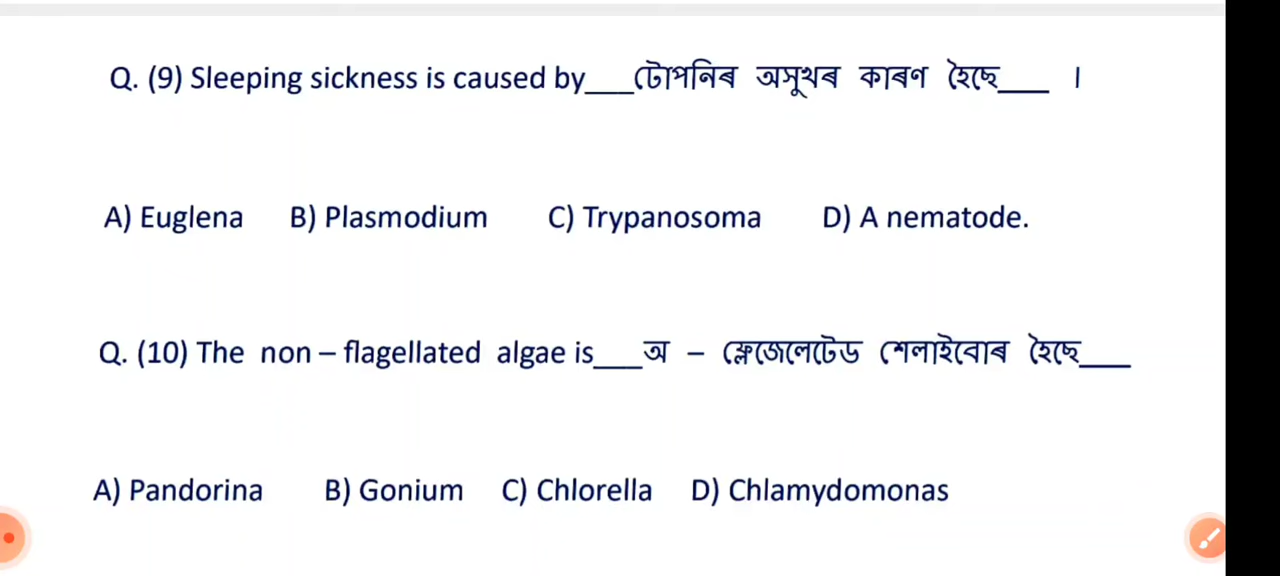 Q. (9) Sleeping sickness is caused by___টোপনিৰ অসুখৰ কাৰণ হৈছে___ ।
A) Euglena B) Plasmodium C) Trypanosoma D) A nematode.
Q. (10) The non – flagellated algae is___অ – ফ্লেজেলেটেড শেলাইবোৰ হৈছে___
A) Pandorina B) Gonium C) Chlorella D) Chlamydomonas